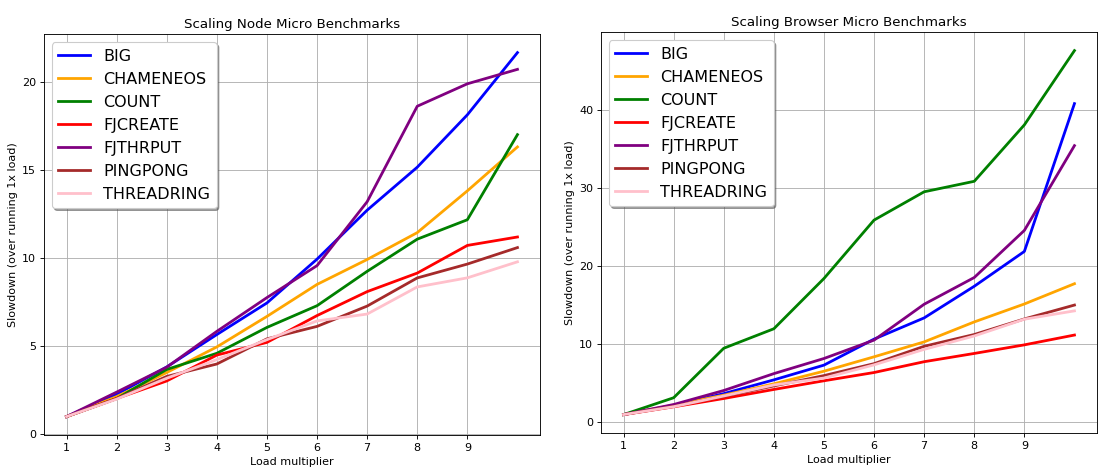 Scaling Node Micro Benchmarks
Slowdown (over running 1x load)
20
15
10
5
0
BIG
CHAMENEOS
COUNT
FJCREATE
FJTHRPUT
PINGPONG
THREADRING
1 2 3 4 5 6 7 8 9
Load multiplier
Scaling Browser Micro Benchmarks
Slowdown (over running 1x load)
40
30
20
10
0
BIG
CHAMENEOS
COUNT
FJCREATE
FJTHRPUT
PINGPONG
THREADRING
1 2 3 4 5 6 7 8 9
Load multiplier